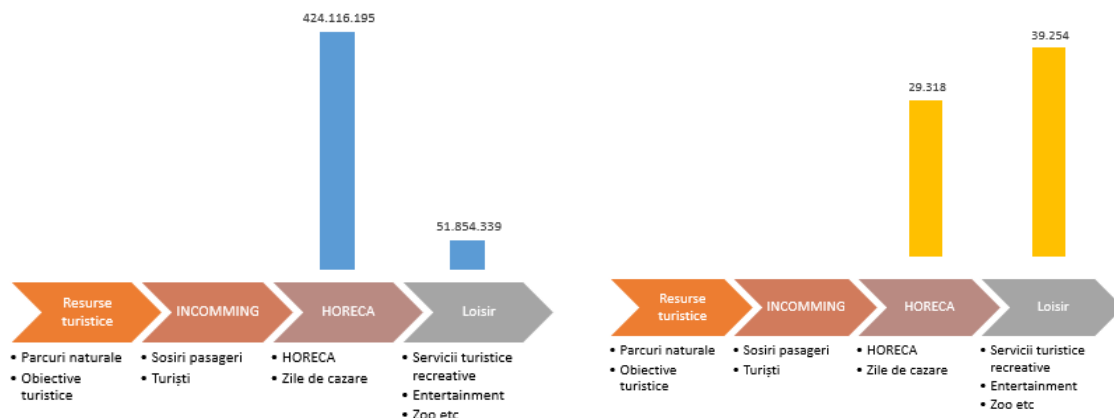 424.116.195
51.854.339
Resurse
turistice
INCOMMING
HORECA
Loisir
• Parcuri naturale
• Obiective
turistice
• Sosiri pasageri
• Turiști
• HORECA
• Zile de cazare
• Servicii turistice
recreative
• Entertainment
• Zoo etc
39.254
29.318
Resurse
turistice
INCOMMING
HORECA
Loisir
• Parcuri naturale
• Obiective
turistice
• Sosiri pasageri
• Turiști
• HORECA
• Zile de cazare
• Servicii turistice
recreative
• Entertainment
• Zoo etc